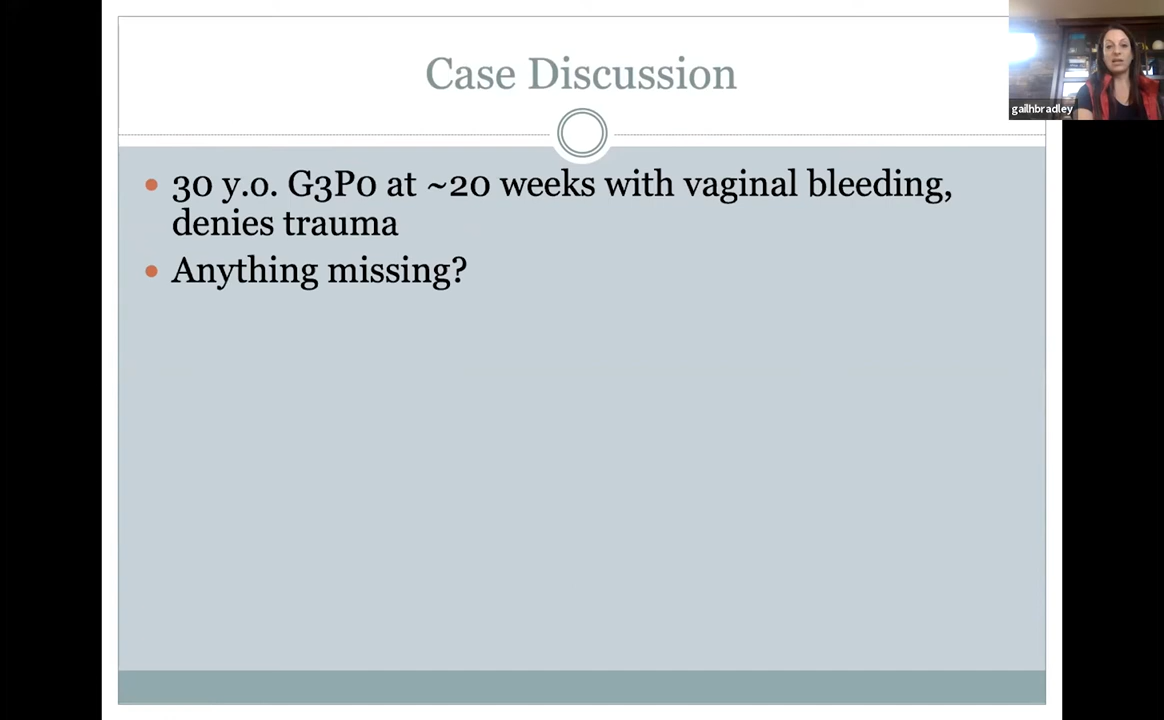 Case Discussion
gailhbradley
30 y.o. G3P0 at ~20 weeks with vaginal bleeding,
denies trauma
Anything missing?